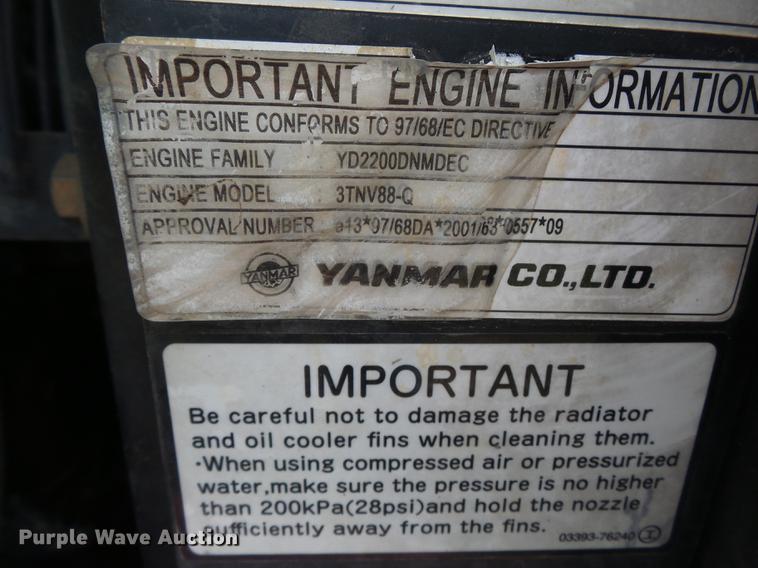 IMPORTANT ENGINE INFORMATION
THIS ENGINE CONFORMS TO 97/68/EC DIRECTIVE
ENGINE FAMILY YD2200DNMDEC
ENGINE MODEL 3TNV88-Q
APPROVAL NUMBER e13*97/68DA*2001/63*0557*09
YANMAR YANMAR CO.,LTD.
IMPORTANT
Be careful not to damage the radiator
and oil cooler fins when cleaning them.
·When using compressed air or pressurized
water,make sure the pressure is no higher
than 200kPa(28psi)and hold the nozzle
sufficiently away from the fins. 03393-76240 I
Purple Wave Auction